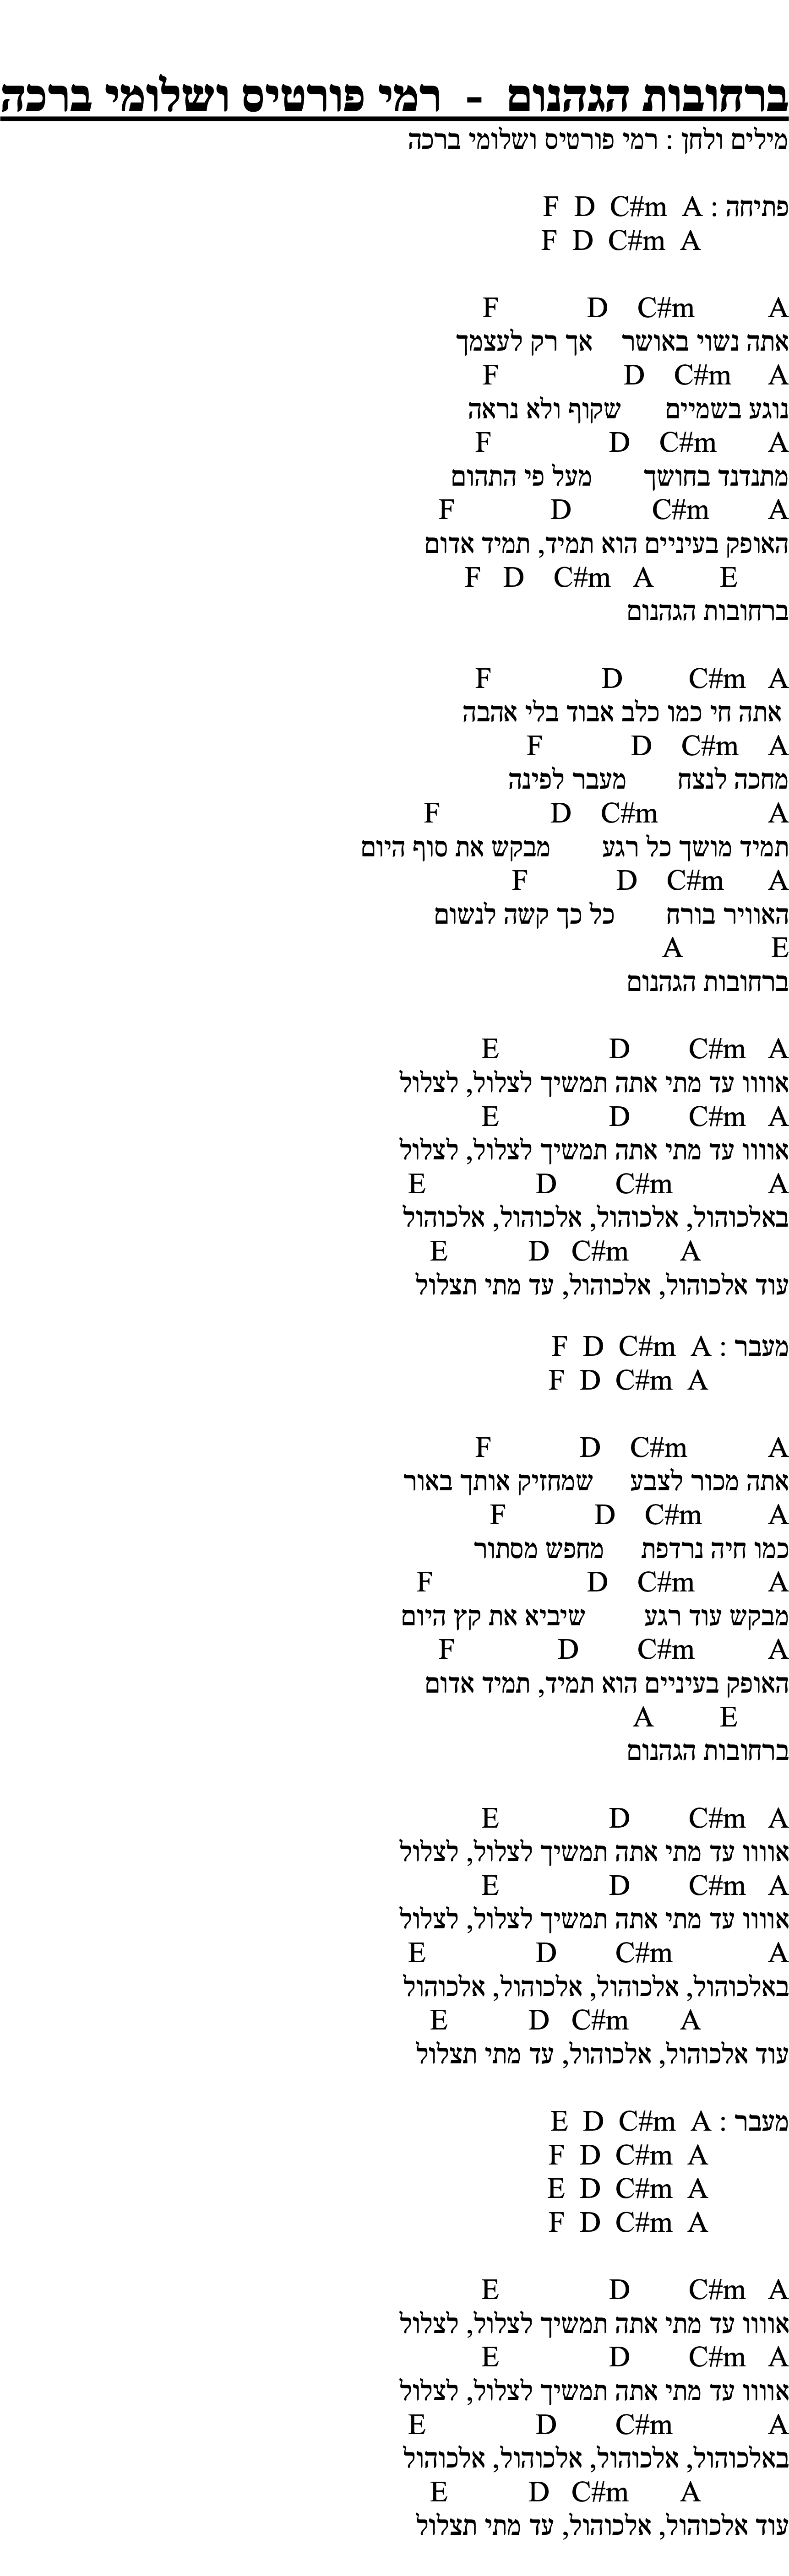 ברחובות הגהנום - רמי פורטיס ושלומי ברכה
מילים ולחן : רמי פורטיס ושלומי ברכה
פתיחה : A C#m D F
A C#m D F
A C#m D F
אתה נשוי באושר אך רק לעצמך
A C#m D F
נוגע בשמיים שקוף ולא נראה
A C#m D F
מתנדנד בחושך מעל פי התהום
A C#m D F
האופק בעיניים הוא תמיד, תמיד אדום
E A C#m D F
ברחובות הגהנום
A C#m D F
אתה חי כמו כלב אבוד בלי אהבה
A C#m D F
מחכה לנצח מעבר לפינה
A C#m D F
תמיד מושך כל רגע מבקש את סוף היום
A C#m D F
האוויר בורח כל כך קשה לנשום
E A
ברחובות הגהנום
A C#m D E
אוווו עד מתי אתה תמשיך לצלול, לצלול
A C#m D E
אוווו עד מתי אתה תמשיך לצלול, לצלול
A C#m D E
באלכוהול, אלכוהול, אלכוהול, אלכוהול
A C#m D E
עוד אלכוהול, אלכוהול, עד מתי תצלול
מעבר : A C#m D F
A C#m D F
A C#m D F
אתה מכור לצבע שמחזיק אותך באור
A C#m D F
כמו חיה נרדפת מחפש מסתור
A C#m D F
מבקש עוד רגע שיביא את קץ היום
A C#m D F
האופק בעיניים הוא תמיד, תמיד אדום
E A
ברחובות הגהנום
A C#m D E
אוווו עד מתי אתה תמשיך לצלול, לצלול
A C#m D E
אוווו עד מתי אתה תמשיך לצלול, לצלול
A C#m D E
באלכוהול, אלכוהול, אלכוהול, אלכוהול
A C#m D E
עוד אלכוהול, אלכוהול, עד מתי תצלול
מעבר : A C#m D E
A C#m D F
A C#m D E
A C#m D F
A C#m D E
אוווו עד מתי אתה תמשיך לצלול, לצלול
A C#m D E
אוווו עד מתי אתה תמשיך לצלול, לצלול
A C#m D E
באלכוהול, אלכוהול, אלכוהול, אלכוהול
A C#m D E
עוד אלכוהול, אלכוהול, עד מתי תצלול